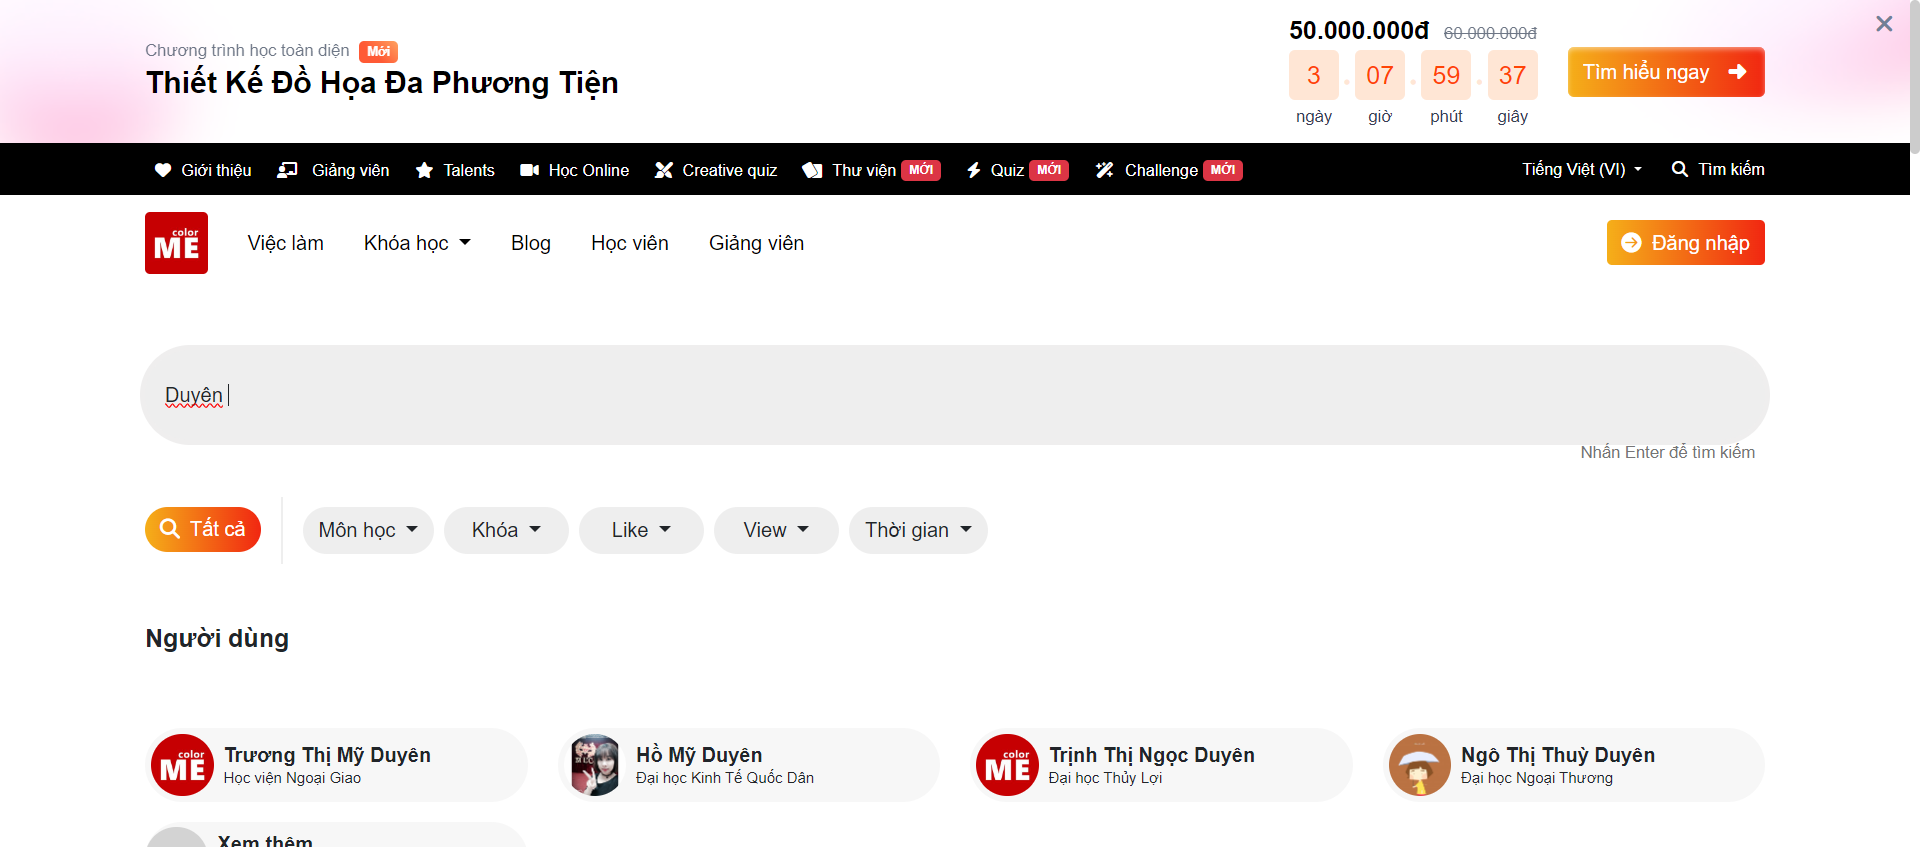 Chương trình học toàn diện Mới
Thiết Kế Đồ Họa Đa Phương Tiện
50.000.000đ 60.000.000đ
3 07 59 37
ngày giờ phút giây
Tìm hiểu ngay
Giới thiệu Giảng viên Talents Học Online Creative quiz Thư viện MỚI Quiz MỚI Challenge MỚI Tiếng Việt (VI) Tìm kiếm
color
ME
Việc làm Khóa học Blog Học viên Giảng viên Đăng nhập
Duyên
Nhấn Enter để tìm kiếm
Tất cả Môn học Khóa Like View Thời gian
Người dùng
color
ME
Trương Thị Mỹ Duyên
Học viện Ngoại Giao
Hồ Mỹ Duyên
Đại học Kinh Tế Quốc Dân
color
ME
Trịnh Thị Ngọc Duyên
Đại học Thủy Lợi
Ngô Thị Thuỳ Duyên
Đại học Ngoại Thương
Xem thêm